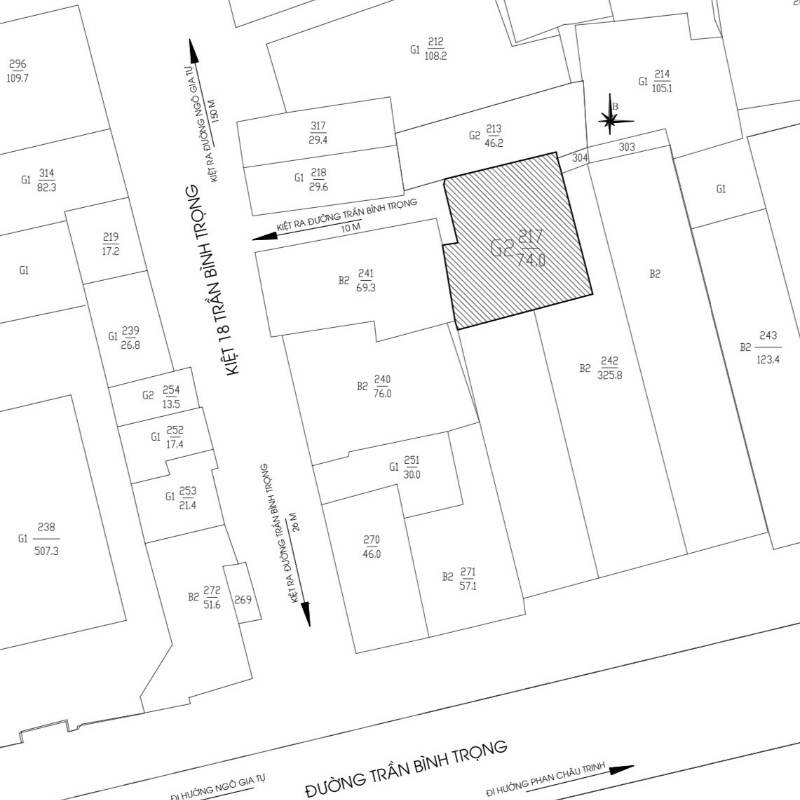 296
109.7
G1 212
108.2
G1 214
105.1
B
G2 213
46.2
317
29.4
304
303
G1 218
29.6
G1 314
82.3
G1
KIỆT RA ĐƯỜNG NGÔ GIA TỰ
150 M
KIỆT 18 TRẦN BÌNH TRỌNG
KIỆT RA ĐƯỜNG TRẦN BÌNH TRỌNG
10 M
219
17.2
G1
G2 217
74.0
B2 241
69.3
B2
G1 239
26.8
B2 243
123.4
B2 242
325.8
B2 240
76.0
G2 254
13.5
G1 252
17.4
G1 251
30.0
G1 253
21.4
KIỆT RA ĐƯỜNG TRẦN BÌNH TRỌNG
26 M
G1 238
507.3
270
46.0
B2 271
57.1
B2 272
51.6
269
ĐƯỜNG TRẦN BÌNH TRỌNG
ĐI HƯỚNG NGÔ GIA TỰ
ĐI HƯỚNG PHAN CHÂU TRINH